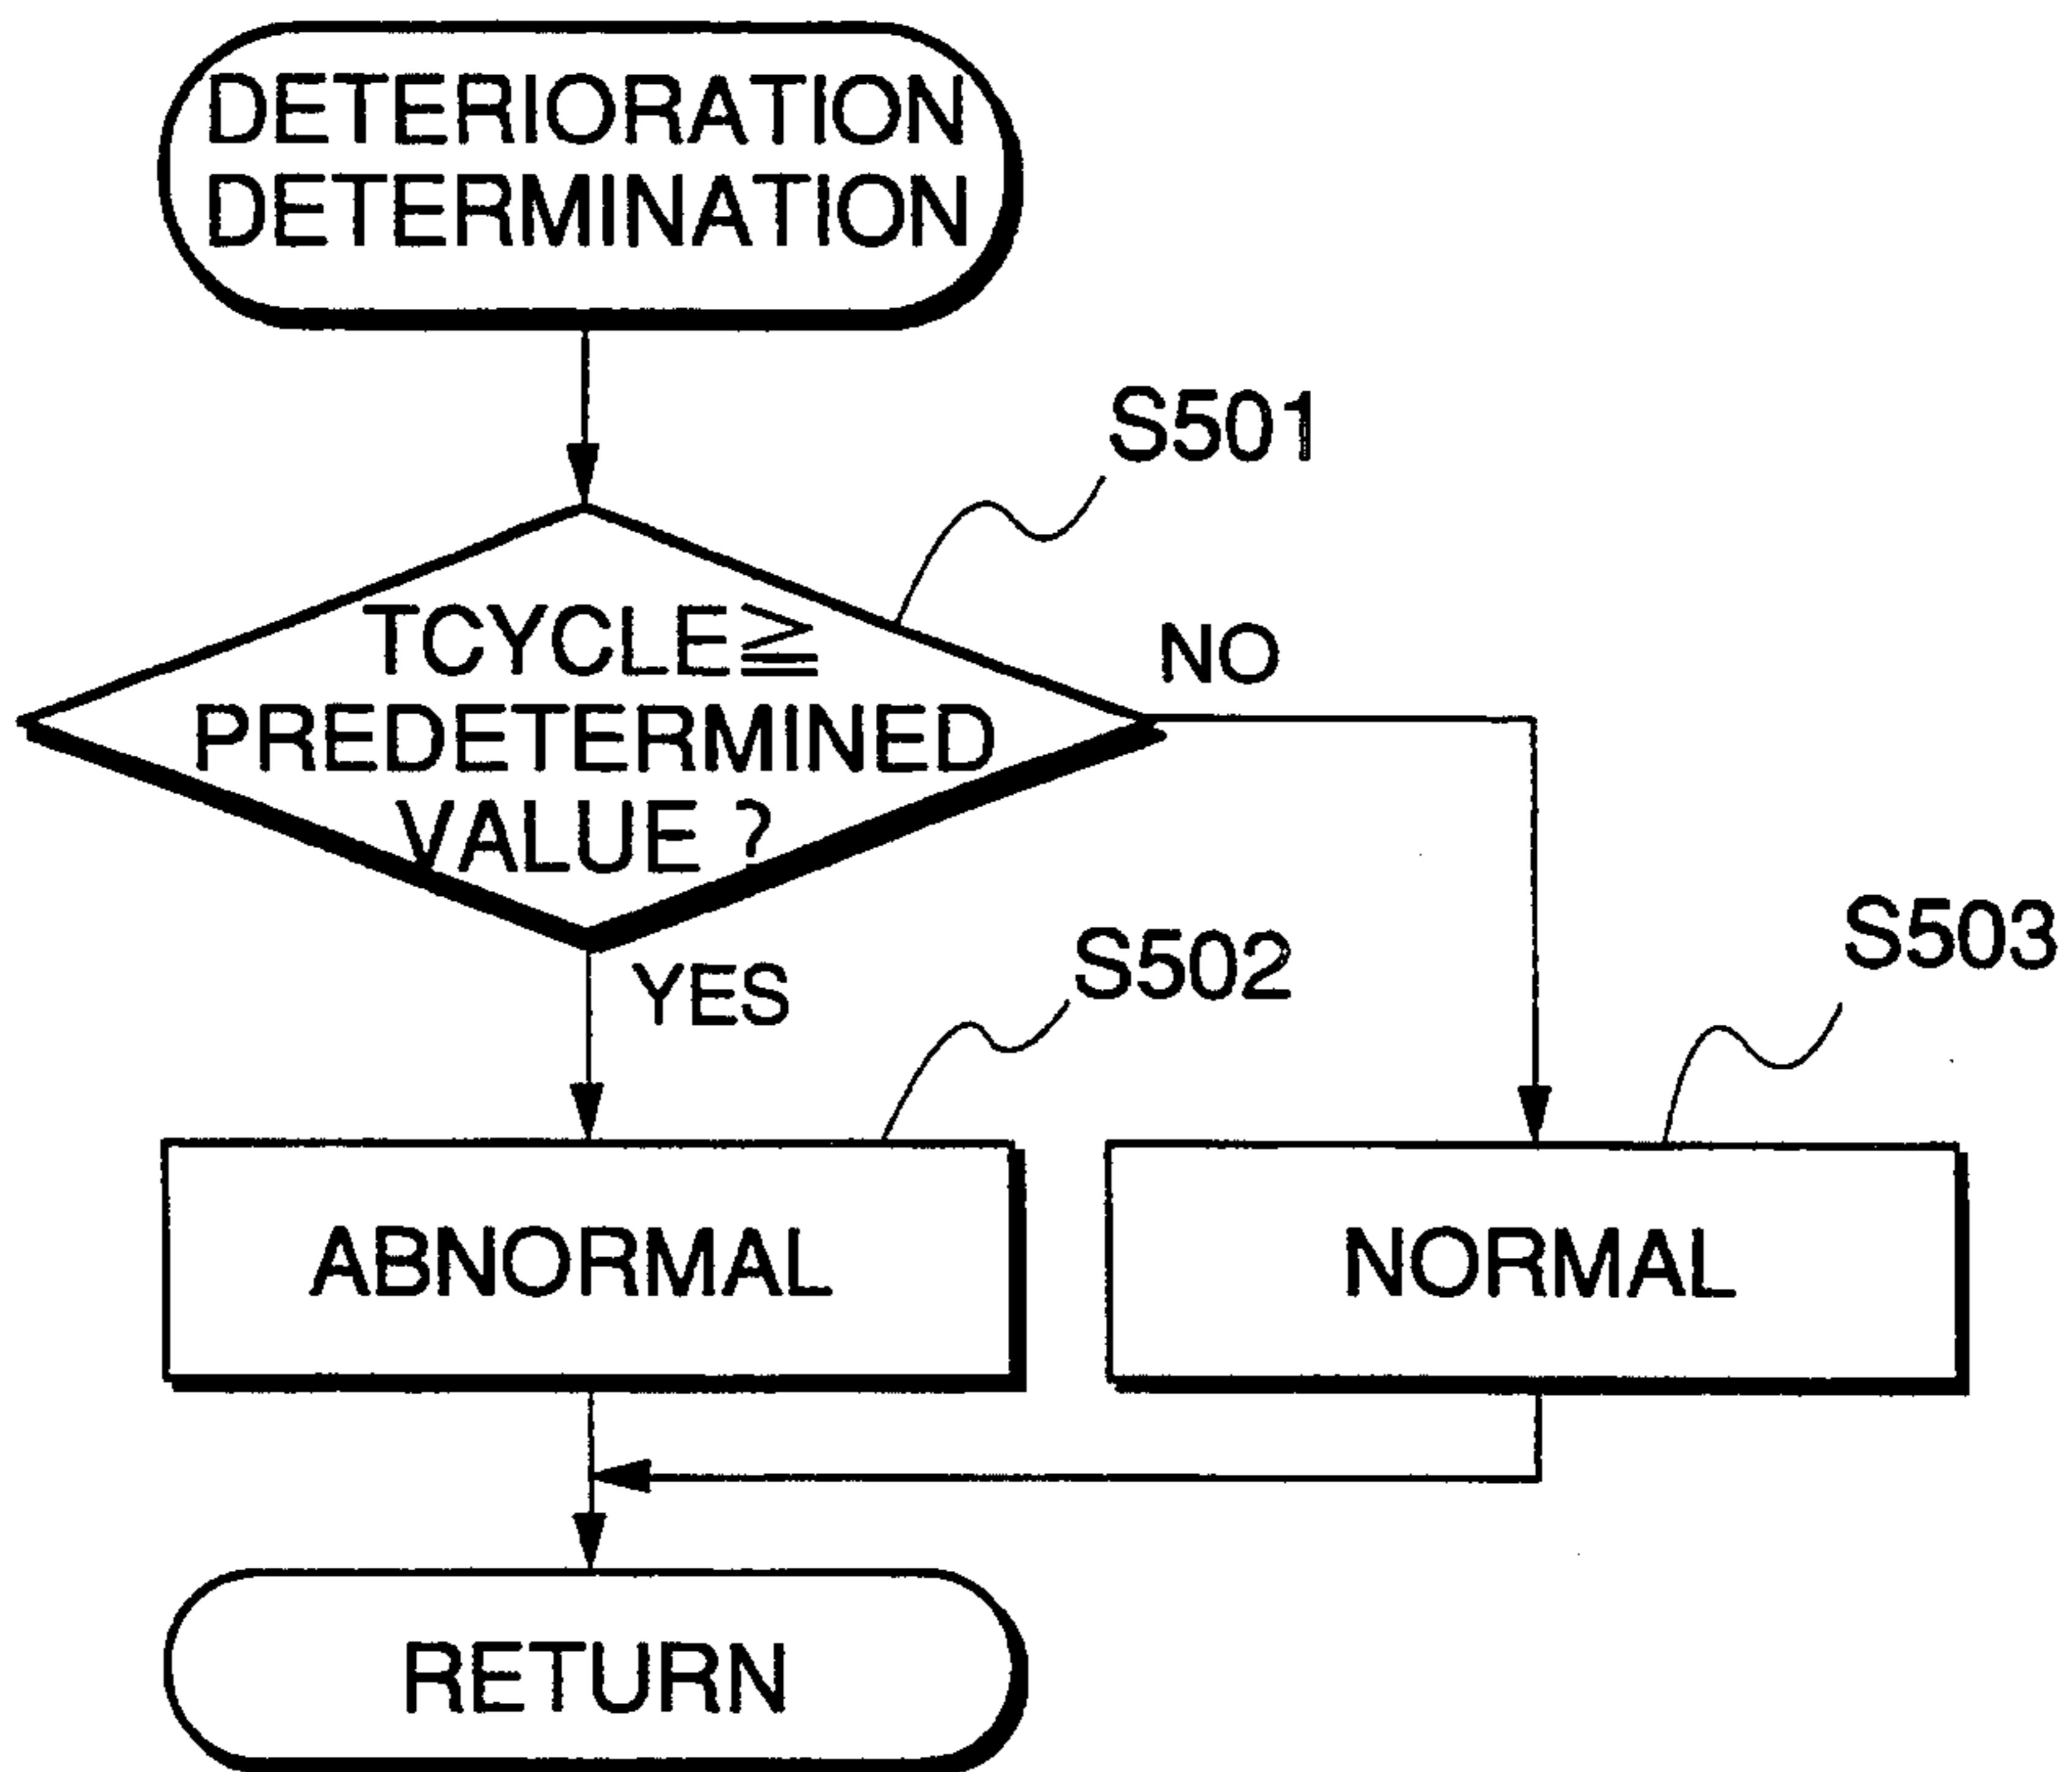 DETERIORATION
DETERMINATION
S501
TCYCLE≧
PREDETERMINED
VALUE ?
NO
YES
S502
S503
ABNORMAL
NORMAL
RETURN